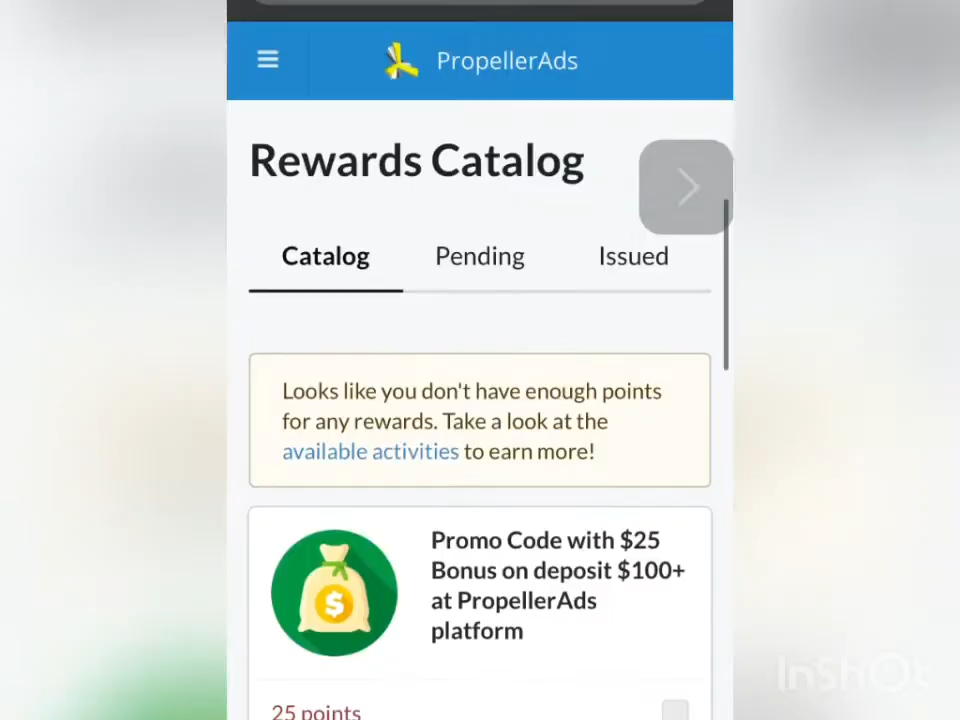 PropellerAds
Rewards Catalog
Catalog Pending Issued
Looks like you don't have enough points
for any rewards. Take a look at the
available activities to earn more!
Promo Code with $25
Bonus on deposit $100+
at PropellerAds
platform
25 points
InShOt